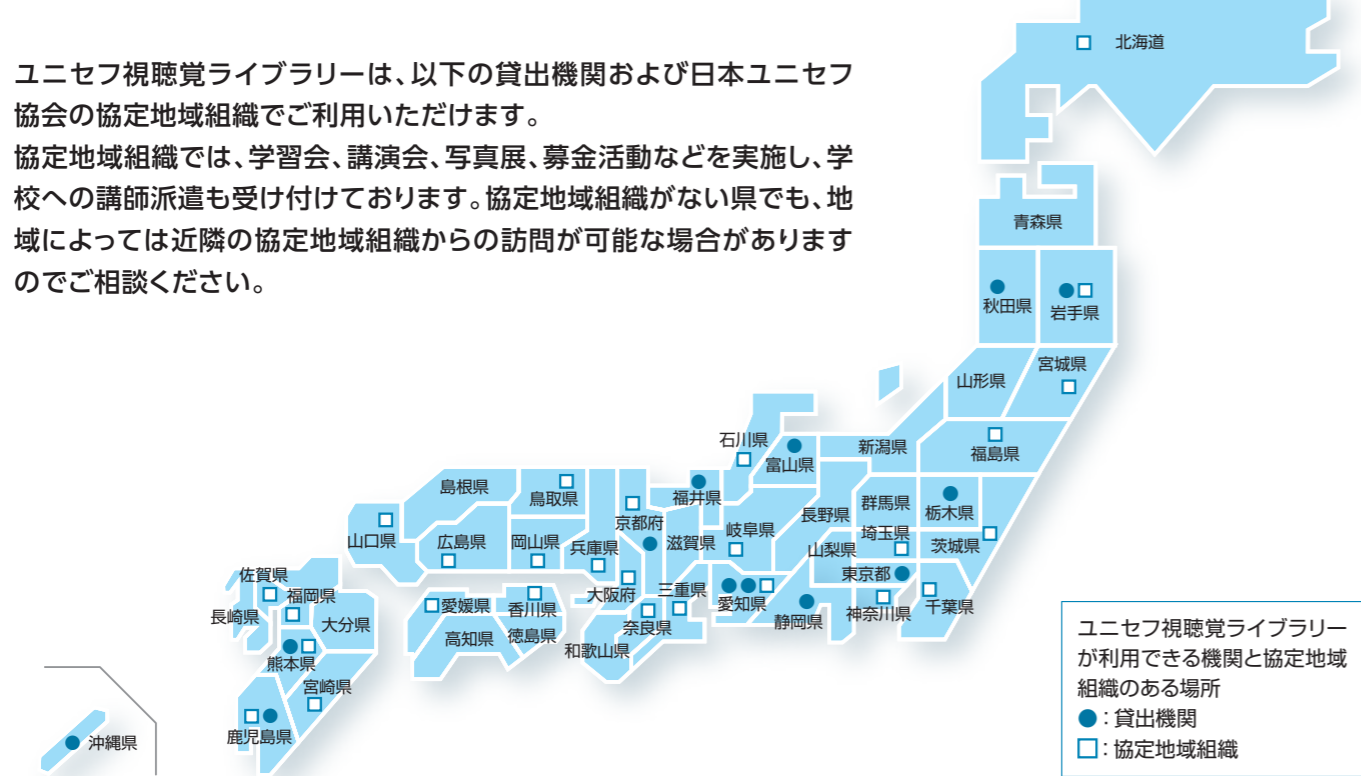 ユニセフ視聴覚ライブラリーは、以下の貸出機関および日本ユニセフ
協会の協定地域組織でご利用いただけます。
協定地域組織では、学習会、講演会、写真展、募金活動などを実施し、学
校への講師派遣も受け付けております。協定地域組織がない県でも、地
域によっては近隣の協定地域組織からの訪問が可能な場合があります
のでご相談ください。
北海道
青森県
秋田県
岩手県
宮城県
山形県
福島県
新潟県
石川県
富山県
福井県
栃木県
群馬県
長野県
岐阜県
茨城県
埼玉県
山梨県
東京都
千葉県
神奈川県
静岡県
愛知県
三重県
滋賀県
京都府
大阪府
奈良県
和歌山県
兵庫県
鳥取県
島根県
岡山県
広島県
山口県
香川県
愛媛県
徳島県
高知県
佐賀県
福岡県
長崎県
大分県
熊本県
宮崎県
鹿児島県
沖縄県
ユニセフ視聴覚ライブラリー
が利用できる機関と協定地域
組織のある場所
●：貸出機関
□：協定地域組織